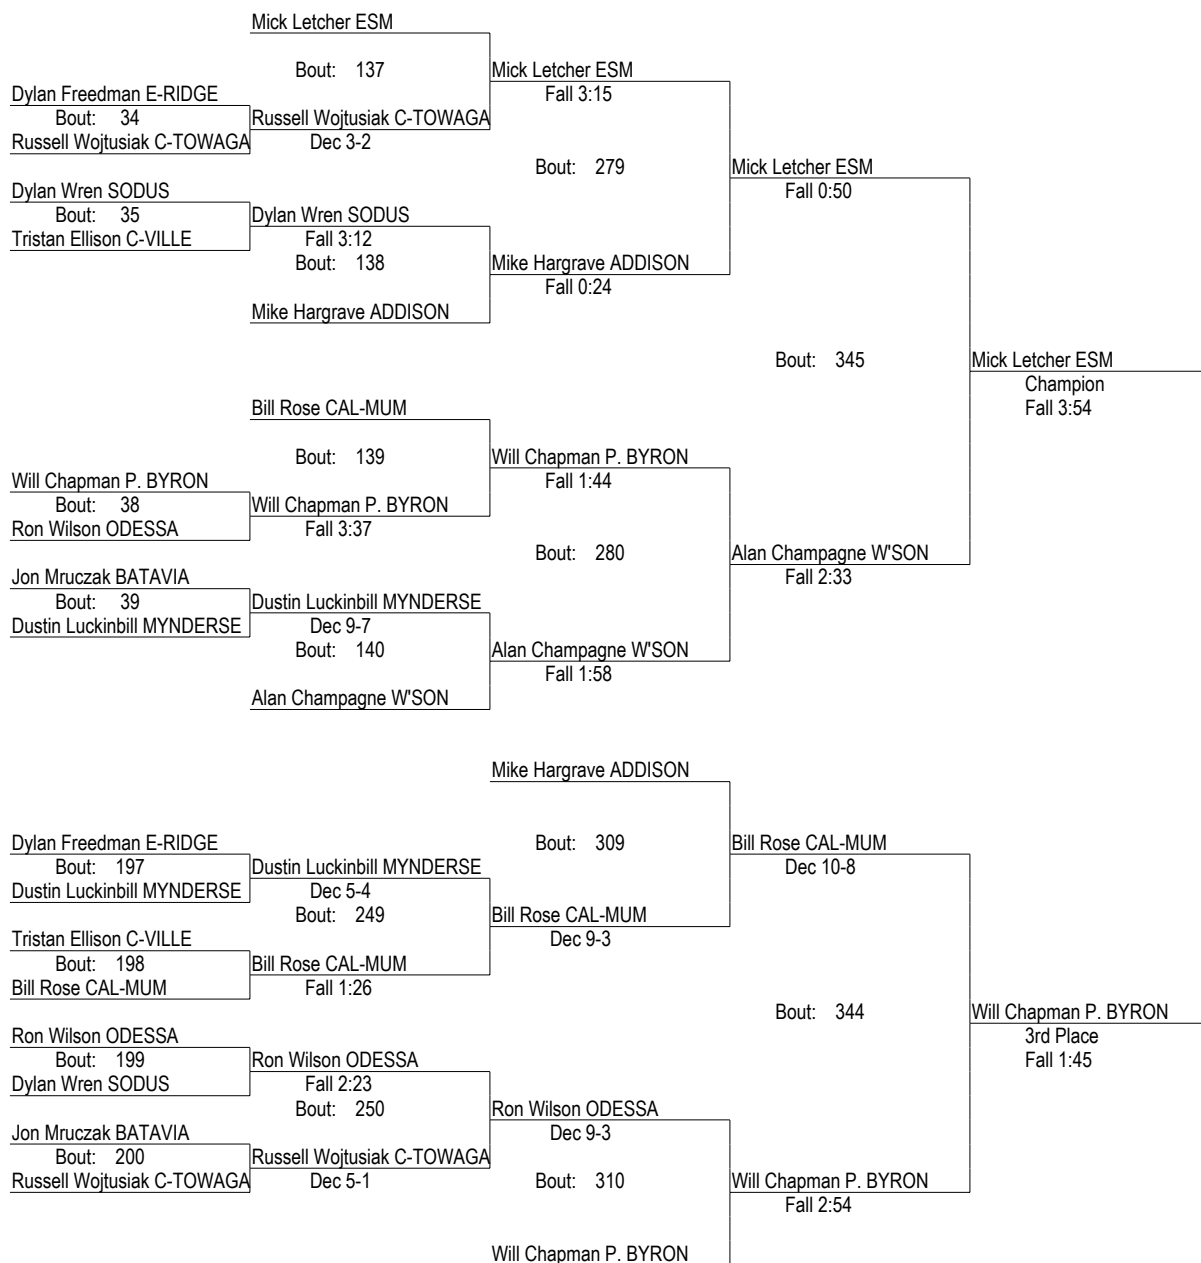 Mick Letcher ESM
Bout: 137
Mick Letcher ESM
Dylan Freedman E-RIDGE
Fall 3:15
Bout: 34
Russell Wojtusiak C-TOWAGA
Russell Wojtusiak C-TOWAGA
Dec 3-2
Bout: 279
Mick Letcher ESM
Dylan Wren SODUS
Fall 0:50
Bout: 35
Dylan Wren SODUS
Tristan Ellison C-VILLE
Fall 3:12
Bout: 138
Mike Hargrave ADDISON
Fall 0:24
Mike Hargrave ADDISON
Bout: 345
Mick Letcher ESM
Champion
Bill Rose CAL-MUM
Fall 3:54
Bout: 139
Will Chapman P. BYRON
Will Chapman P. BYRON
Fall 1:44
Bout: 38
Will Chapman P. BYRON
Ron Wilson ODESSA
Fall 3:37
Bout: 280
Alan Champagne W'SON
Jon Mruczak BATAVIA
Fall 2:33
Bout: 39
Dustin Luckinbill MYNDERSE
Dustin Luckinbill MYNDERSE
Dec 9-7
Bout: 140
Alan Champagne W'SON
Fall 1:58
Alan Champagne W'SON
Mike Hargrave ADDISON
Dylan Freedman E-RIDGE
Bout: 309
Bill Rose CAL-MUM
Bout: 197
Dustin Luckinbill MYNDERSE
Dec 10-8
Dustin Luckinbill MYNDERSE
Dec 5-4
Bout: 249
Bill Rose CAL-MUM
Tristan Ellison C-VILLE
Dec 9-3
Bout: 198
Bill Rose CAL-MUM
Bill Rose CAL-MUM
Fall 1:26
Bout: 344
Will Chapman P. BYRON
Ron Wilson ODESSA
3rd Place
Bout: 199
Ron Wilson ODESSA
Fall 1:45
Dylan Wren SODUS
Fall 2:23
Bout: 250
Ron Wilson ODESSA
Jon Mruczak BATAVIA
Dec 9-3
Bout: 200
Russell Wojtusiak C-TOWAGA
Russell Wojtusiak C-TOWAGA
Dec 5-1
Bout: 310
Will Chapman P. BYRON
Fall 2:54
Will Chapman P. BYRON